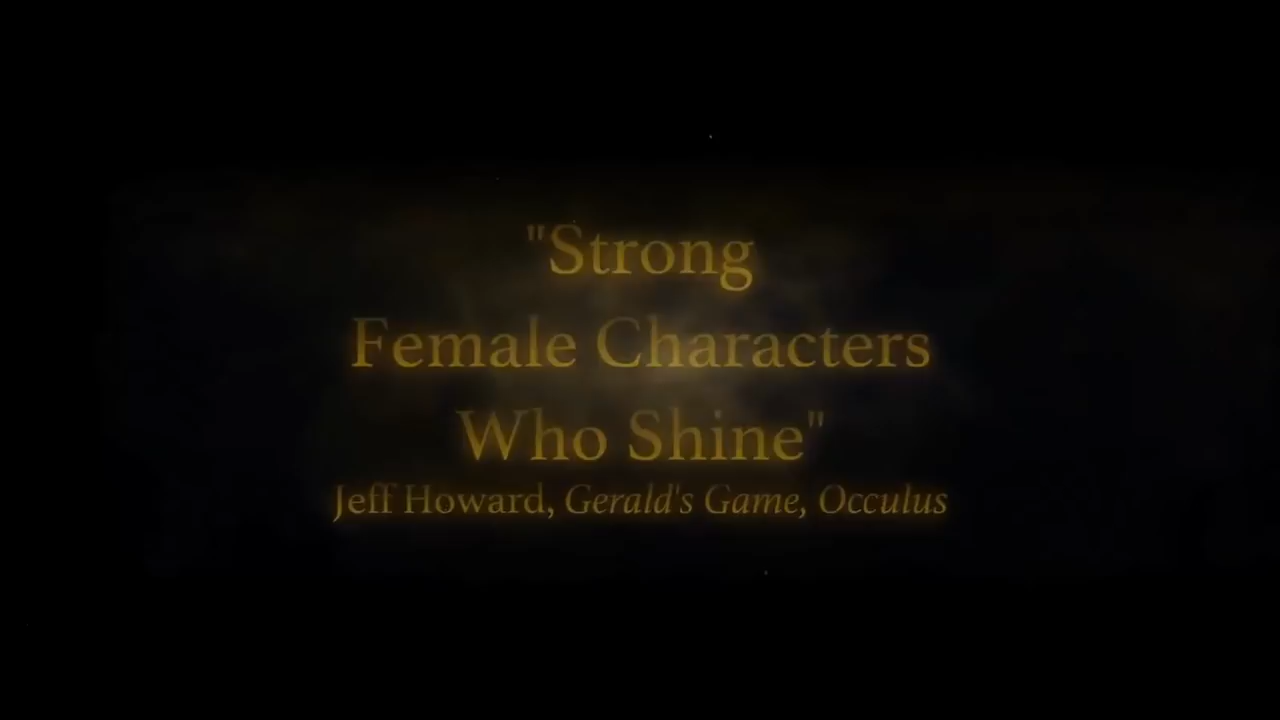 "Strong
Female Characters
Who Shine"
Jeff Howard, Gerald's Game, Occulus